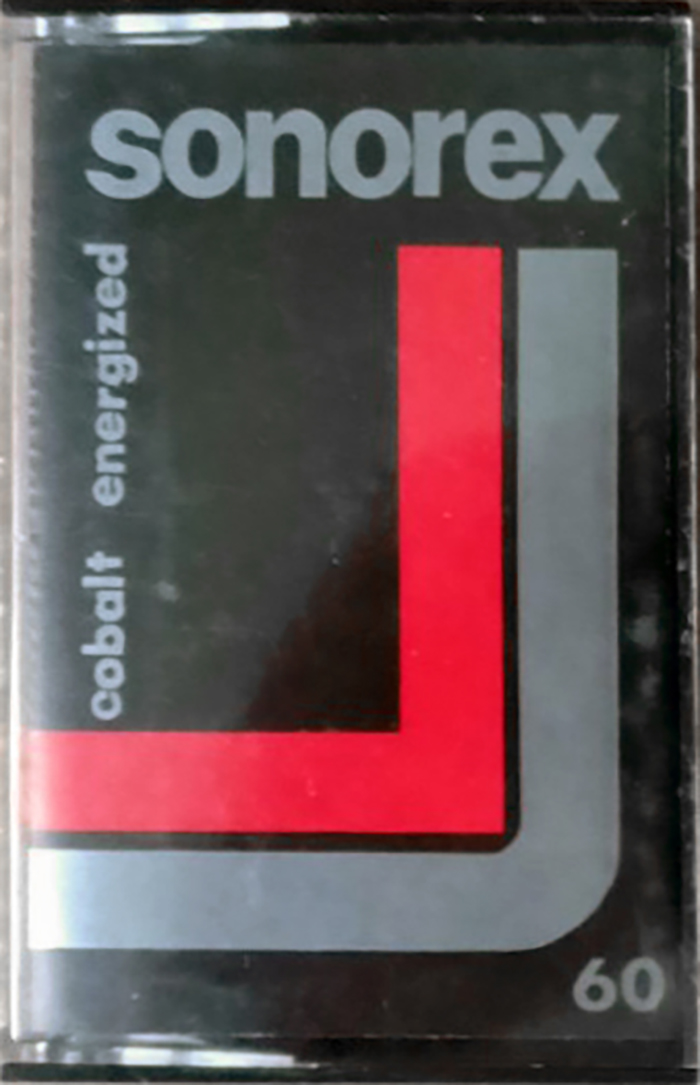 sonorex
cobalt energized
60